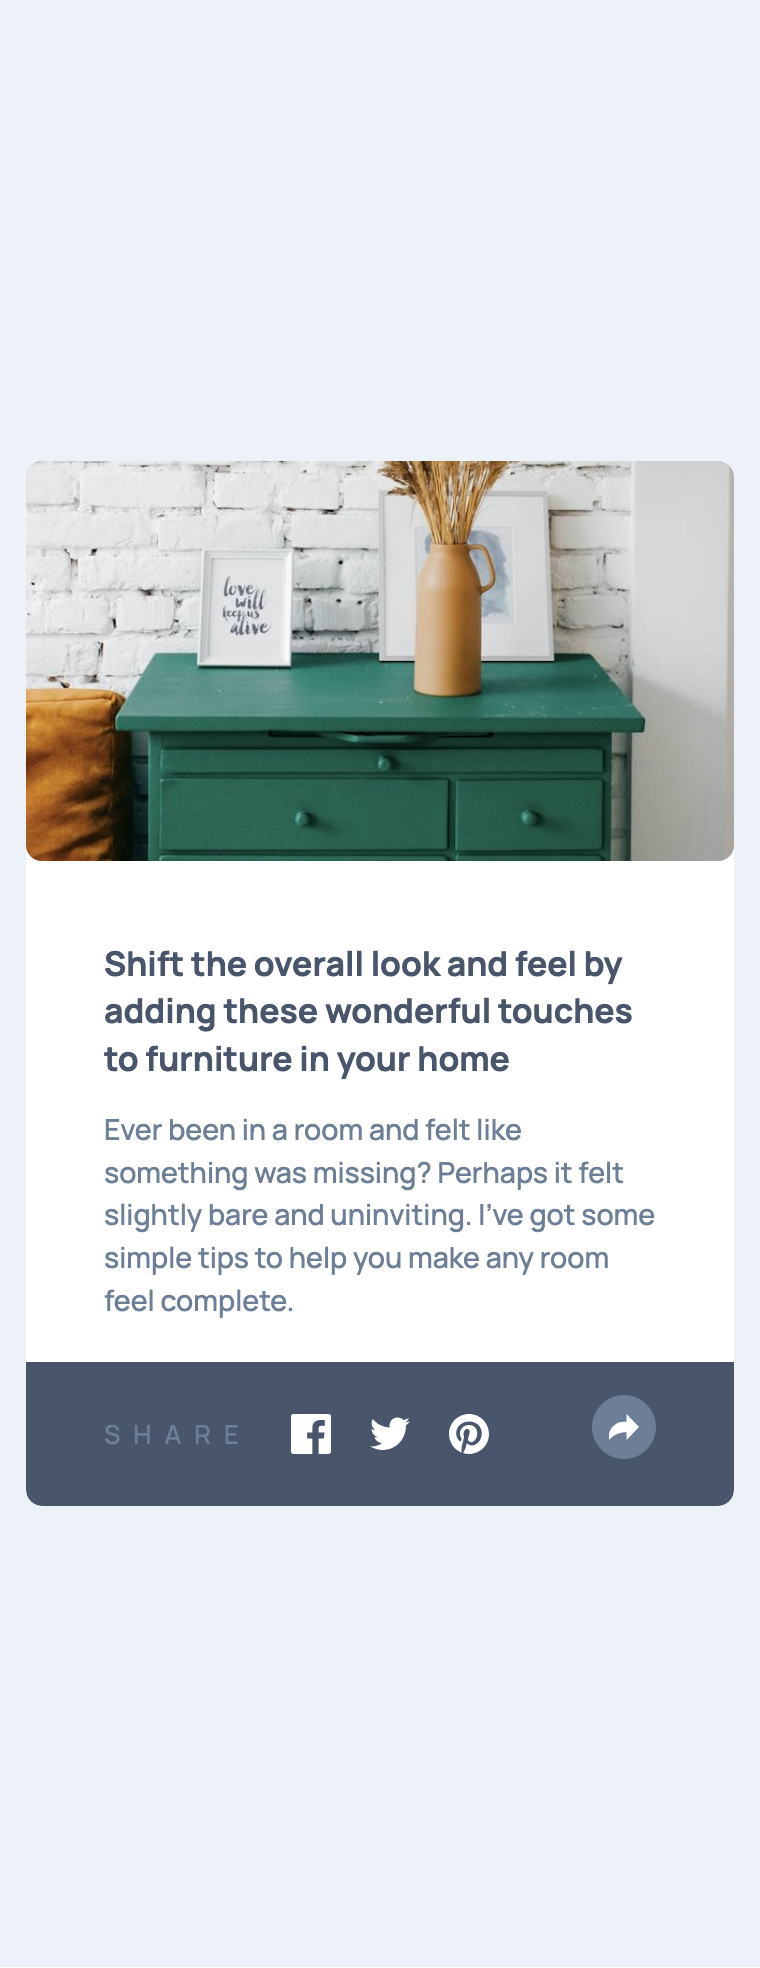 love
will
keep us
alive
Shift the overall look and feel by
adding these wonderful touches
to furniture in your home
Ever been in a room and felt like
something was missing? Perhaps it felt
slightly bare and uninviting. I’ve got some
simple tips to help you make any room
feel complete.
SHARE